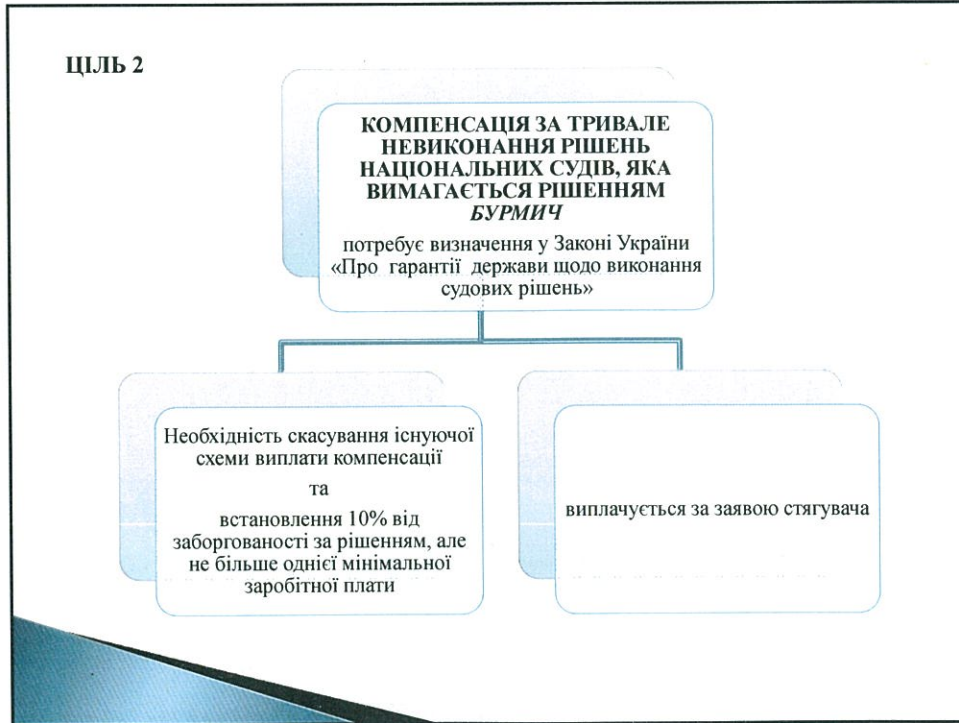 ЦІЛЬ 2
КОМПЕНСАЦІЯ ЗА ТРИВАЛЕ
НЕВИКОНАННЯ РІШЕНЬ
НАЦІОНАЛЬНИХ СУДІВ, ЯКА
ВИМАГАЄТЬСЯ РІШЕННЯМ
БУРМИЧ
потребує визначення у Законі України
«Про гарантії держави щодо виконання
судових рішень»
Необхідність скасування існуючої
схеми виплати компенсації
та
встановлення 10% від
заборгованості за рішенням, але
не більше однієї мінімальної
заробітної плати
виплачується за заявою стягувача